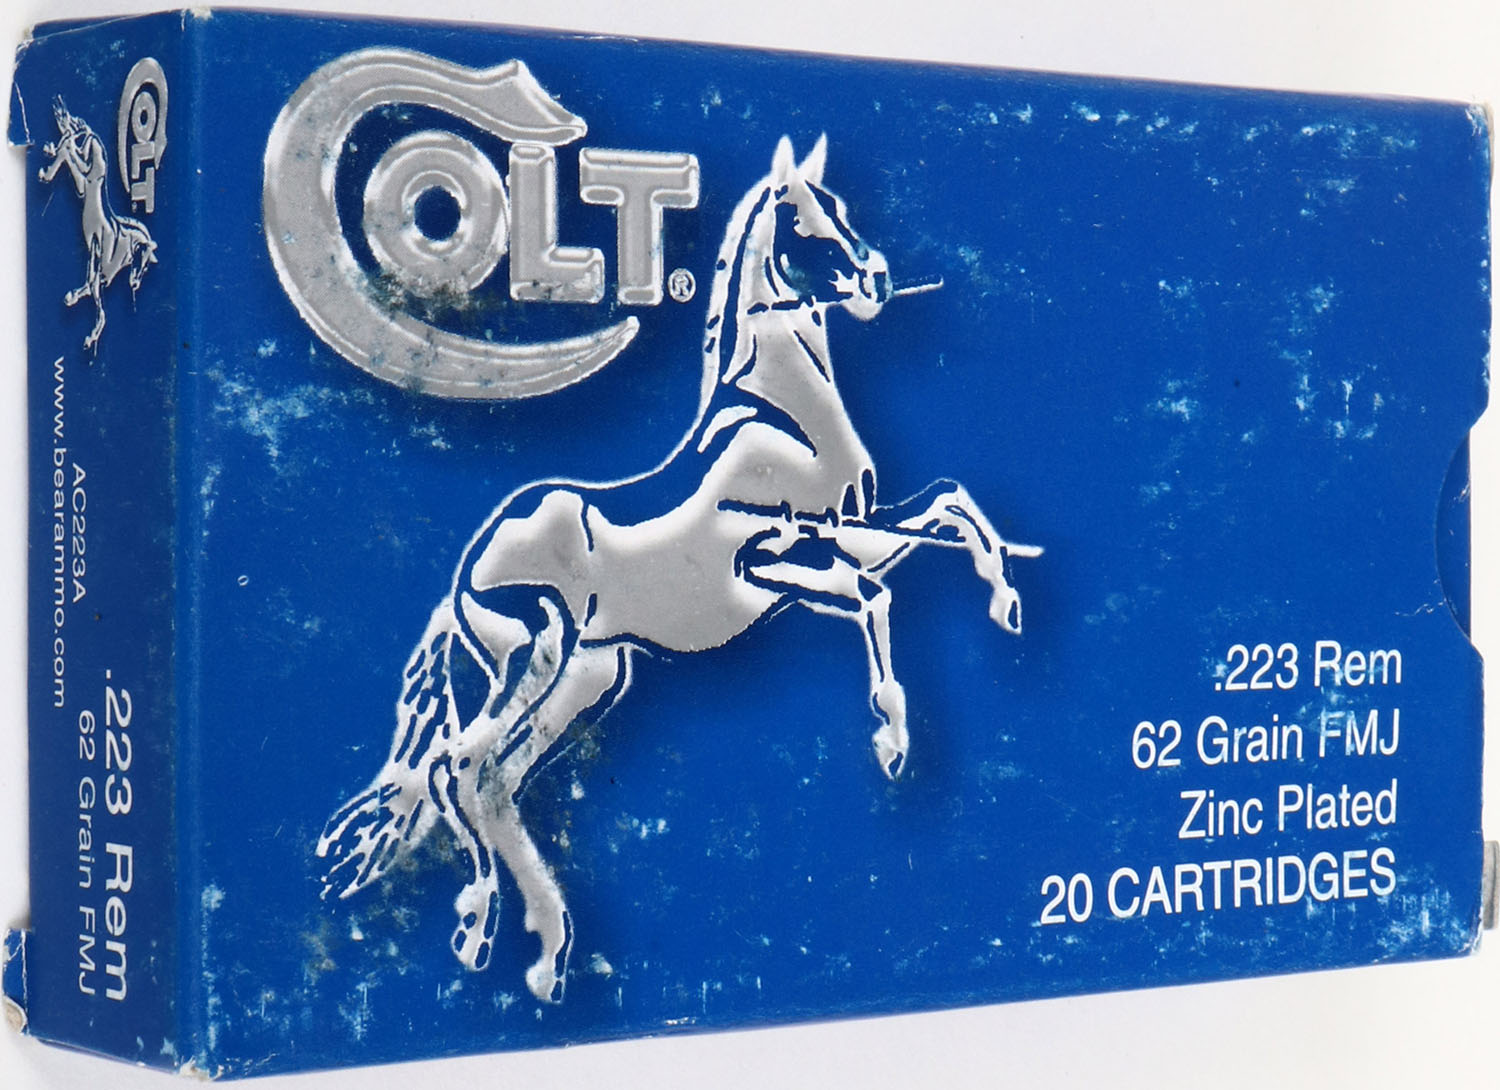 COLT®
.223 Rem
62 Grain FMJ
Zinc Plated
20 CARTRIDGES
COLT
www.bearammo.com
AC223A
.223 Rem
62 Grain FMJ